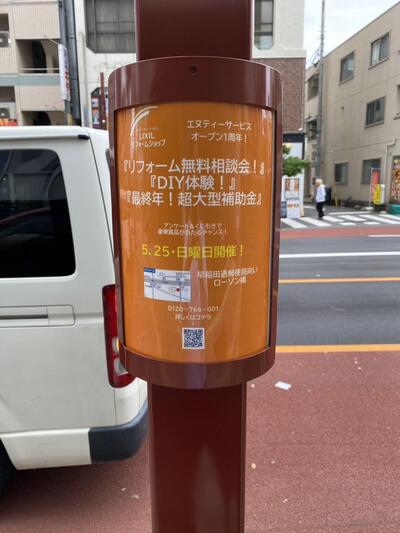 LIXIL
リフォームショップ
エヌティーサービス
オープン1周年！
『リフォーム無料相談会！』
『DIY体験！』
『最終年！超大型補助金』
アンケート&くじ引きで
豪華賞品が当たるチャンス！
5.25・日曜日開催！
早稲田通郵便局向い
ローソン横
0120-766-001
詳しくはコチラ